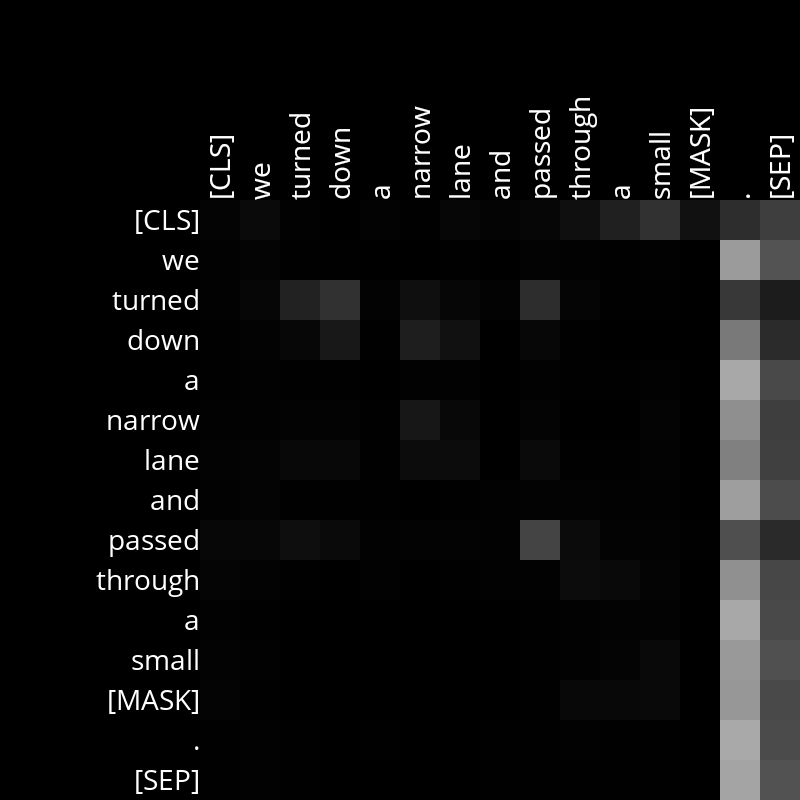 [CLS] we turned down a narrow lane and passed through a small [MASK] . [SEP]
[CLS]
we
turned
down
a
narrow
lane
and
passed
through
a
small
[MASK]
.
[SEP]